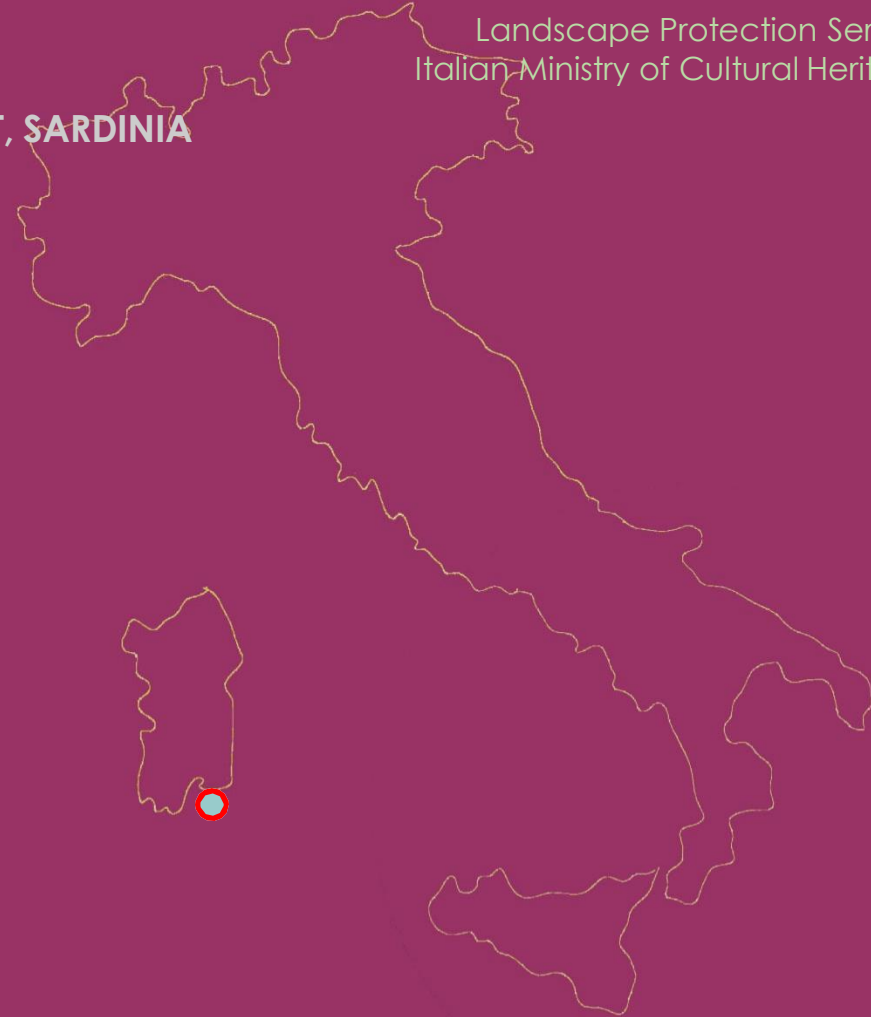 Landscape Protection Ser
Italian Ministry of Cultural Herit
, SARDINIA